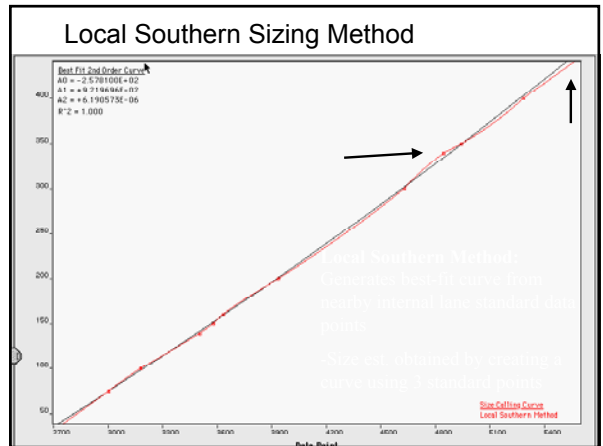 Local Southern Sizing Method
Best Fit 2nd Order Curve
A0 = -2.578100E+02
A1 = +9.219696E-02
A2 = +6.190573E-06
R^2 = 1.000
400
350
300
250
200
150
100
50
Local Southern Method:
Generates best-fit curve from
nearby internal lane standard data
points
-Size est. obtained by creating a
curve using 3 standard points
Size Calling Curve
Local Southern Method
2700 3000 3300 3600 3900 4200 4500 4800 5100 5400
Data Point